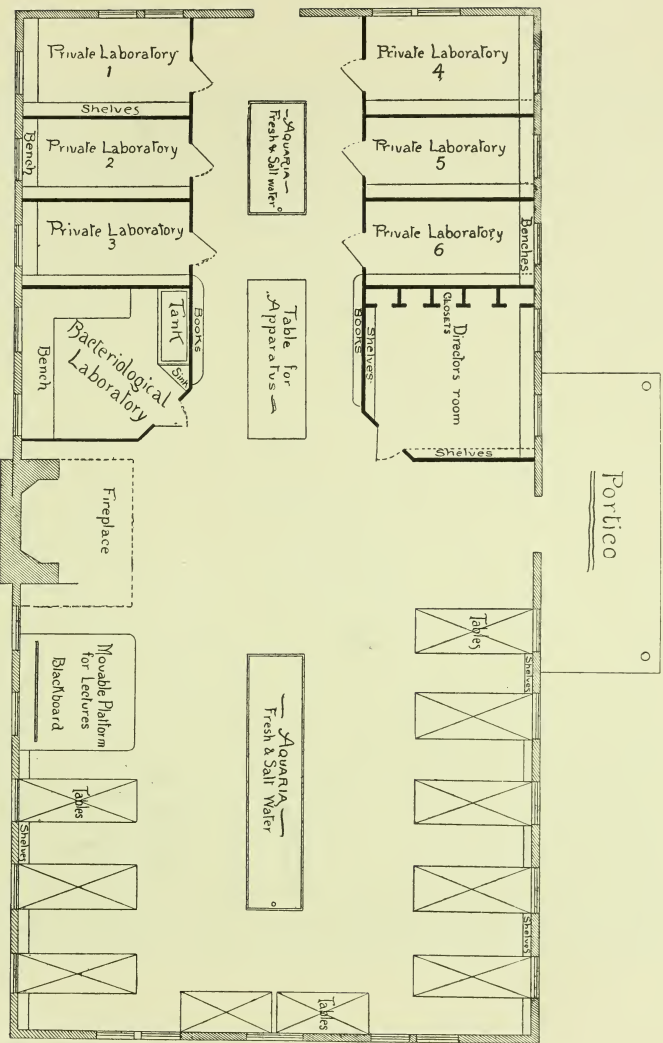 Private Laboratory
1
Shelves
Bench
Private Laboratory
2
Private Laboratory
3
Private Laboratory
4
Private Laboratory
5
Private Laboratory
6
Benches
— AQUARIA —
Fresh & Salt water
Table for
Apparatus
Books
Tank
Sink
Bacteriological
Laboratory
Bench
Books
Shelves
Closets
Directors room
Shelves
Portico
Fireplace
Movable Platform
for Lectures
Blackboard
— AQUARIA —
Fresh & Salt Water
Tables
Shelves
Tables
Shelves
Shelves
Tables